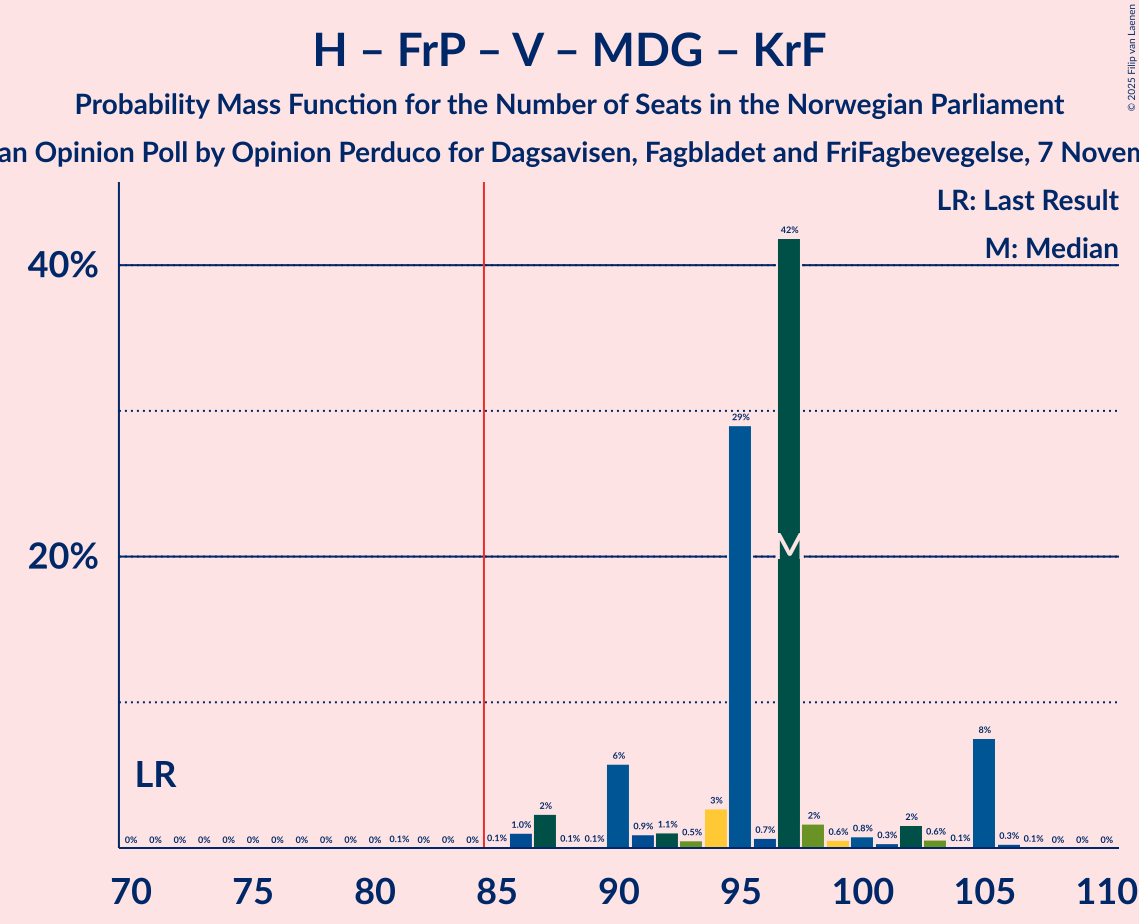 H – FrP – V – MDG – KrF
Probability Mass Function for the Number of Seats in the Norwegian Parliament
an Opinion Poll by Opinion Perduco for Dagsavisen, Fagbladet and FriFagbevegelse, 7 Novem
© 2025 Filip van Laenen
LR: Last Result
M: Median
40%
20%
LR
M
0% 0% 0% 0% 0% 0% 0% 0% 0% 0% 0% 0.1% 0% 0% 0% 0.1% 1.0% 2% 0.1% 0.1% 6% 0.9% 1.1% 0.5% 3% 29% 0.7% 42% 2% 0.6% 0.8% 0.3% 2% 0.6% 0.1% 8% 0.3% 0.1% 0% 0% 0%
70 75 80 85 90 95 100 105 110